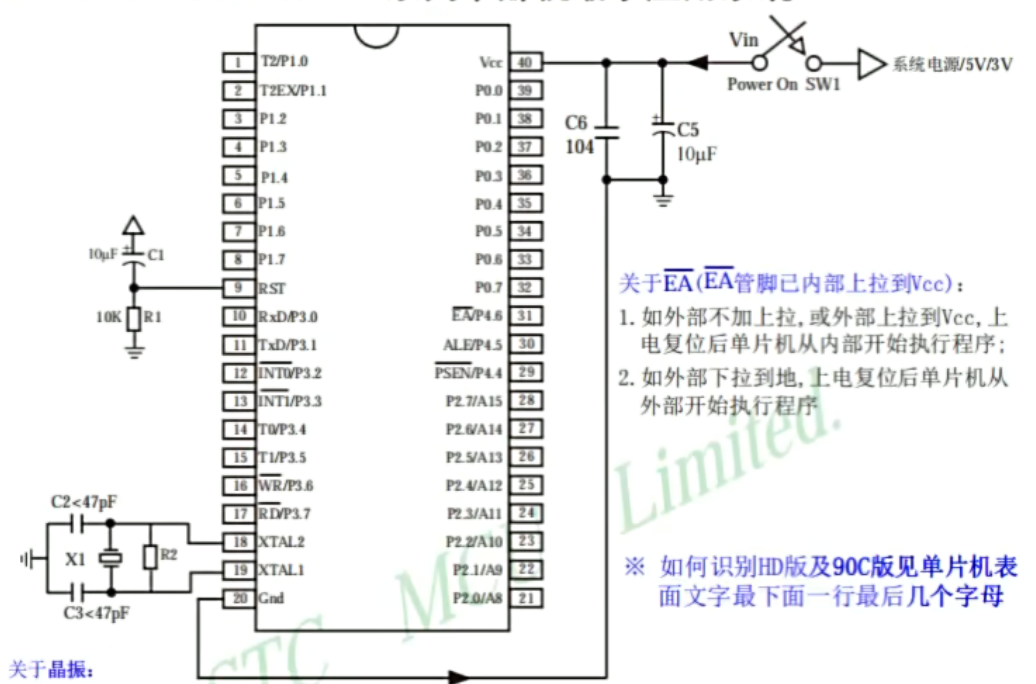 1 T2/P1.0
2 T2EX/P1.1
3 P1.2
4 P1.3
5 P1.4
6 P1.5
7 P1.6
8 P1.7
9 RST
10 RxD/P3.0
11 TxD/P3.1
12 INT0/P3.2
13 INT1/P3.3
14 T0/P3.4
15 T1/P3.5
16 WR/P3.6
17 RD/P3.7
18 XTAL2
19 XTAL1
20 Gnd
Vcc 40
P0.0 39
P0.1 38
P0.2 37
P0.3 36
P0.4 35
P0.5 34
P0.6 33
P0.7 32
EA/P4.6 31
ALE/P4.5 30
PSEN/P4.4 29
P2.7/A15 28
P2.6/A14 27
P2.5/A13 26
P2.4/A12 25
P2.3/A11 24
P2.2/A10 23
P2.1/A9 22
P2.0/A8 21
10μF + C1
10K R1
C2<47pF
X1 R2
C3<47pF
关于晶振:
Vin
Power On SW1
系统电源/5V/3V
C6
104
+ C5
10μF
关于EA(EA管脚已内部上拉到Vcc):
1.如外部不加上拉,或外部上拉到Vcc,上
电复位后单片机从内部开始执行程序;
2.如外部下拉到地,上电复位后单片机从
外部开始执行程序
※ 如何识别HD版及90C版见单片机表
面文字最下面一行最后几个字母
STC MCU Limited.